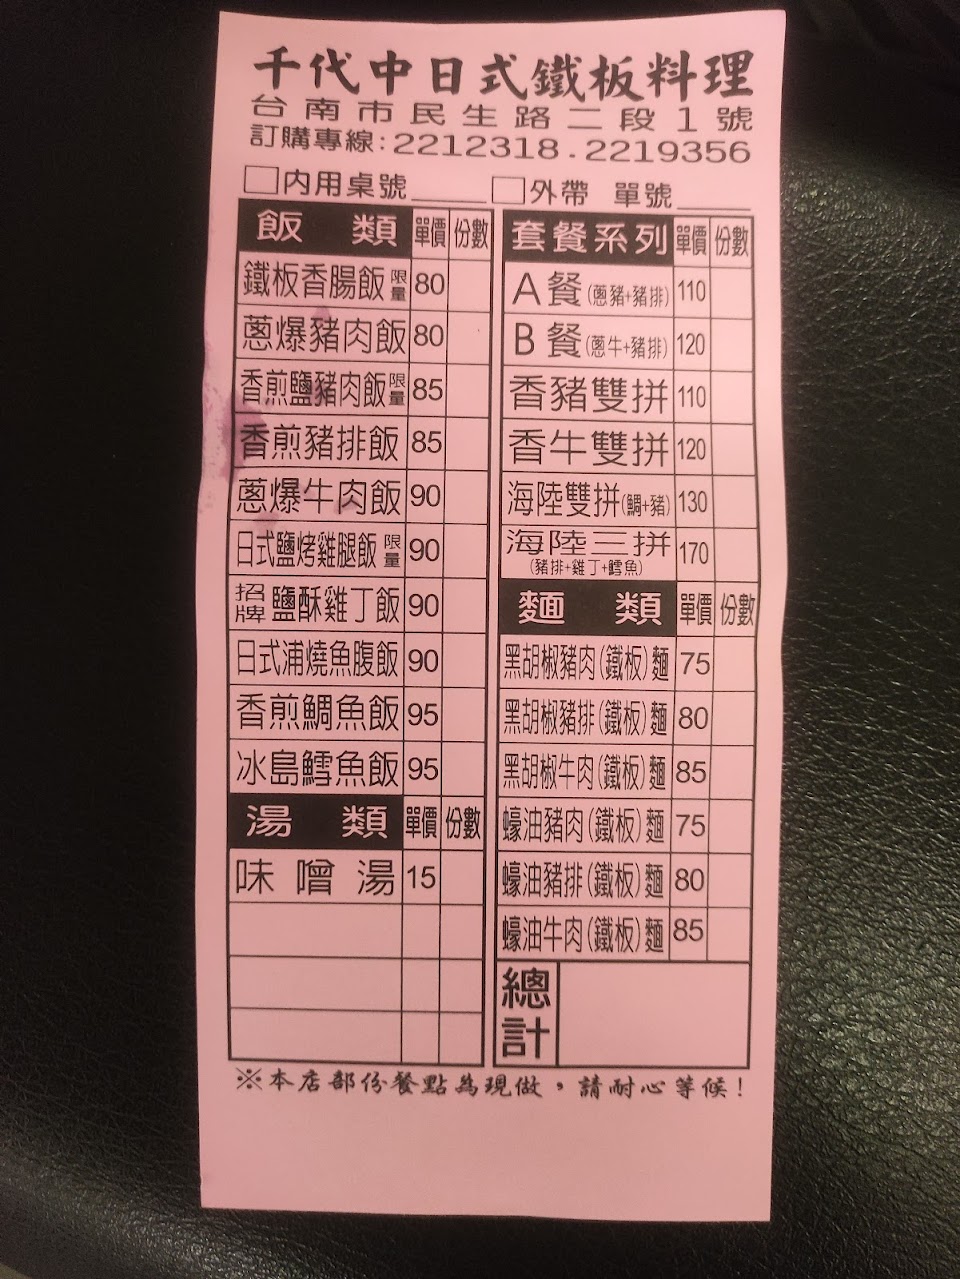 千代中日式鐵板料理
台南市民生路二段1號
訂購專線:2212318.2219356
□內用桌號____ □外帶 單號____
飯類 單價 份數
鐵板香腸飯 限量 80
蔥爆豬肉飯 80
香煎鹽豬肉飯 限量 85
香煎豬排飯 85
蔥爆牛肉飯 90
日式鹽烤雞腿飯 限量 90
招牌 鹽酥雞丁飯 90
日式浦燒魚腹飯 90
香煎鯛魚飯 95
冰島鱈魚飯 95
湯類 單價 份數
味噌湯 15
套餐系列 單價 份數
A餐(蔥豬+豬排) 110
B餐(蔥牛+豬排) 120
香豬雙拼 110
香牛雙拼 120
海陸雙拼(鯛+豬) 130
海陸三拼 170
(豬排+雞丁+鱈魚)
麵類 單價 份數
黑胡椒豬肉(鐵板)麵 75
黑胡椒豬排(鐵板)麵 80
黑胡椒牛肉(鐵板)麵 85
蠔油豬肉(鐵板)麵 75
蠔油豬排(鐵板)麵 80
蠔油牛肉(鐵板)麵 85
總計
※本店部份餐點為現做，請耐心等候!